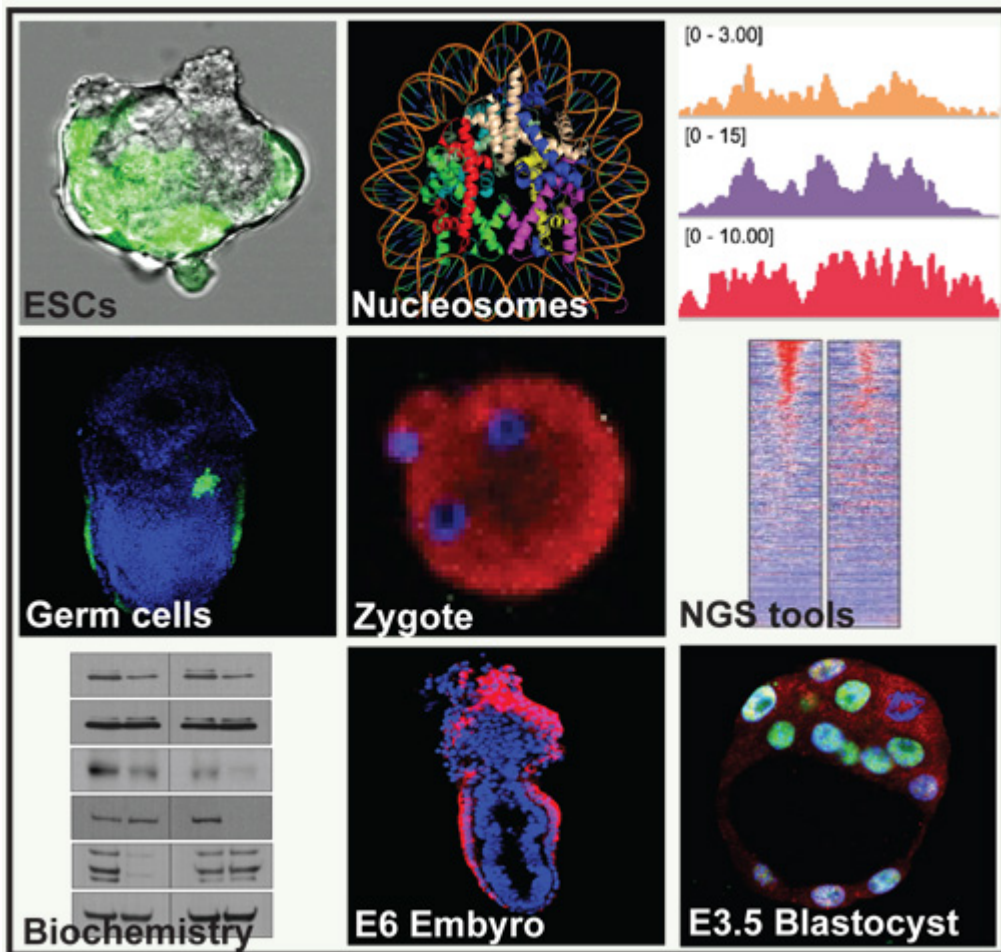 [0 - 3.00]
[0 - 15]
[0 - 10.00]
ESCs
Nucleosomes
Germ cells
Zygote
NGS tools
Biochemistry
E6 Embyro
E3.5 Blastocyst